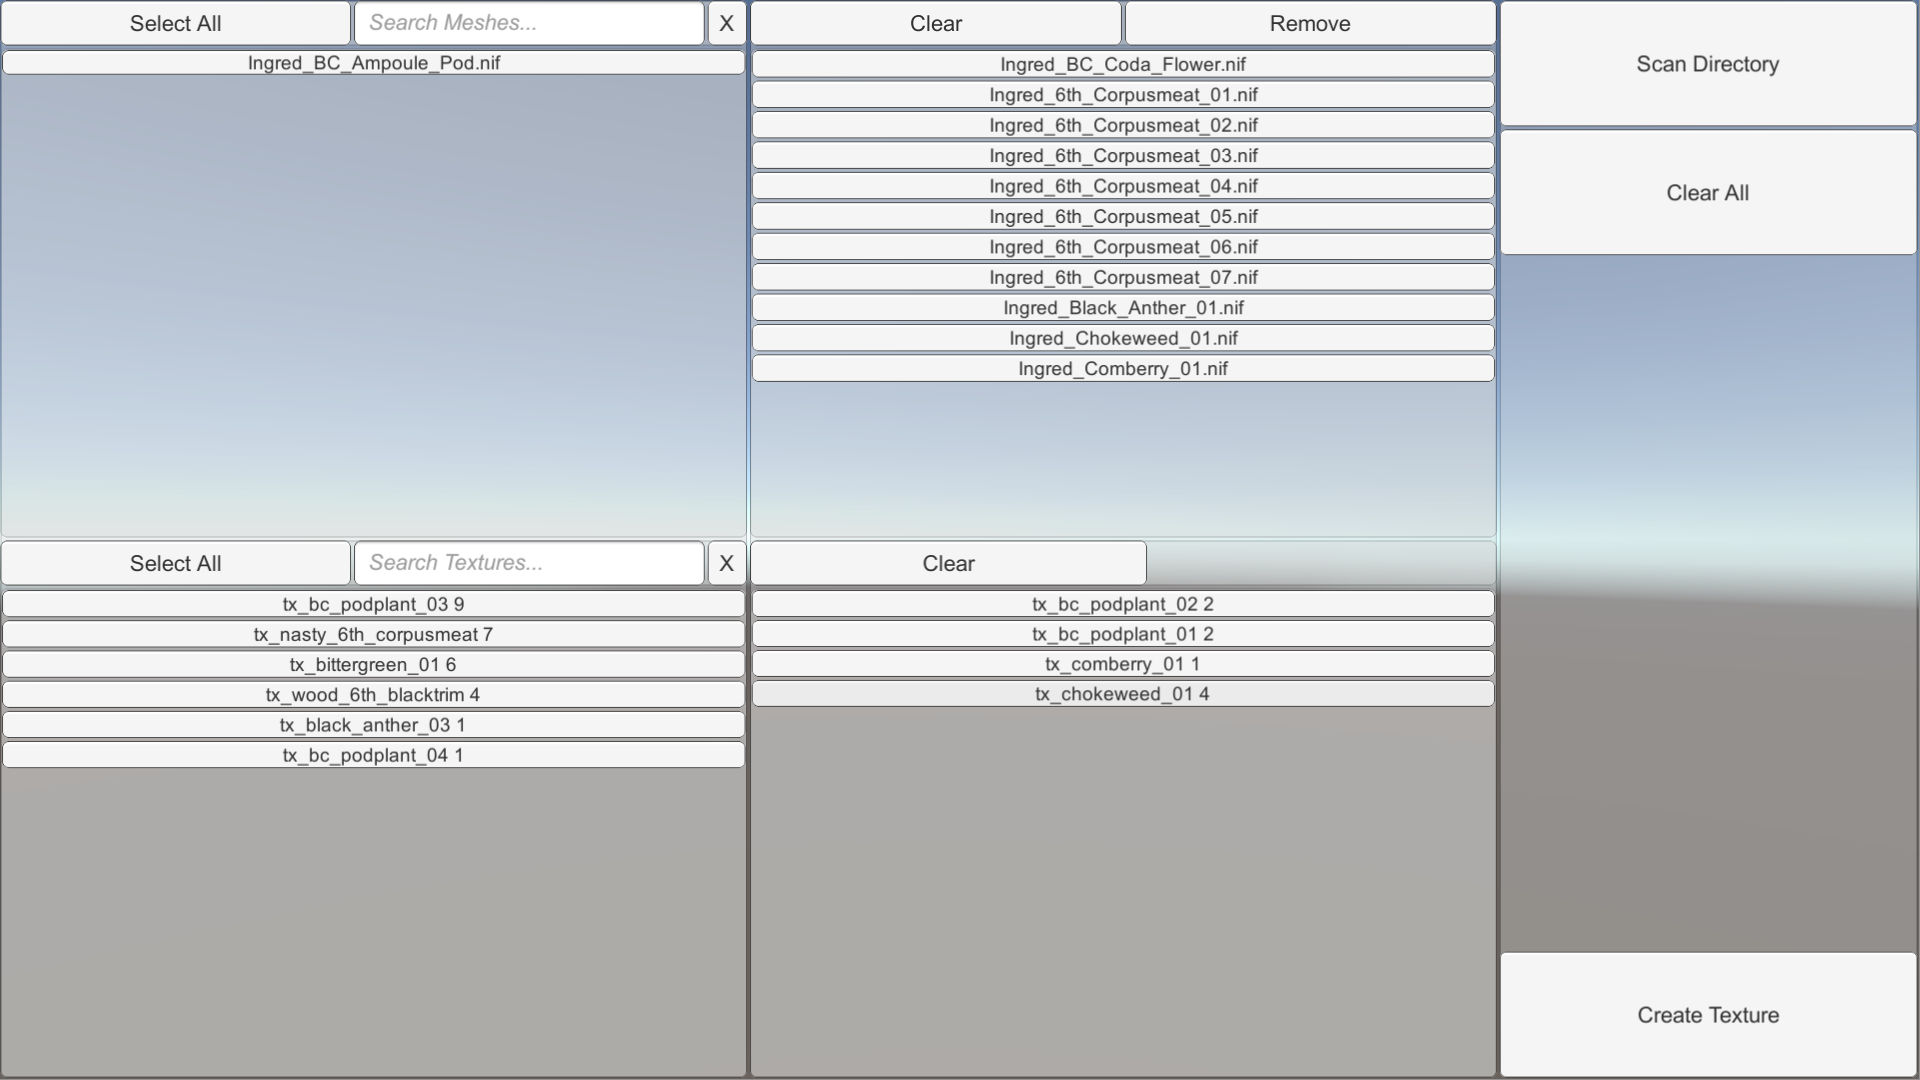 Select All
Search Meshes...
X
Ingred_BC_Ampoule_Pod.nif
Clear
Remove
Ingred_BC_Coda_Flower.nif
Ingred_6th_Corpusmeat_01.nif
Ingred_6th_Corpusmeat_02.nif
Ingred_6th_Corpusmeat_03.nif
Ingred_6th_Corpusmeat_04.nif
Ingred_6th_Corpusmeat_05.nif
Ingred_6th_Corpusmeat_06.nif
Ingred_6th_Corpusmeat_07.nif
Ingred_Black_Anther_01.nif
Ingred_Chokeweed_01.nif
Ingred_Comberry_01.nif
Scan Directory
Clear All
Select All
Search Textures...
X
tx_bc_podplant_03 9
tx_nasty_6th_corpusmeat 7
tx_bittergreen_01 6
tx_wood_6th_blacktrim 4
tx_black_anther_03 1
tx_bc_podplant_04 1
Clear
tx_bc_podplant_02 2
tx_bc_podplant_01 2
tx_comberry_01 1
tx_chokeweed_01 4
Create Texture